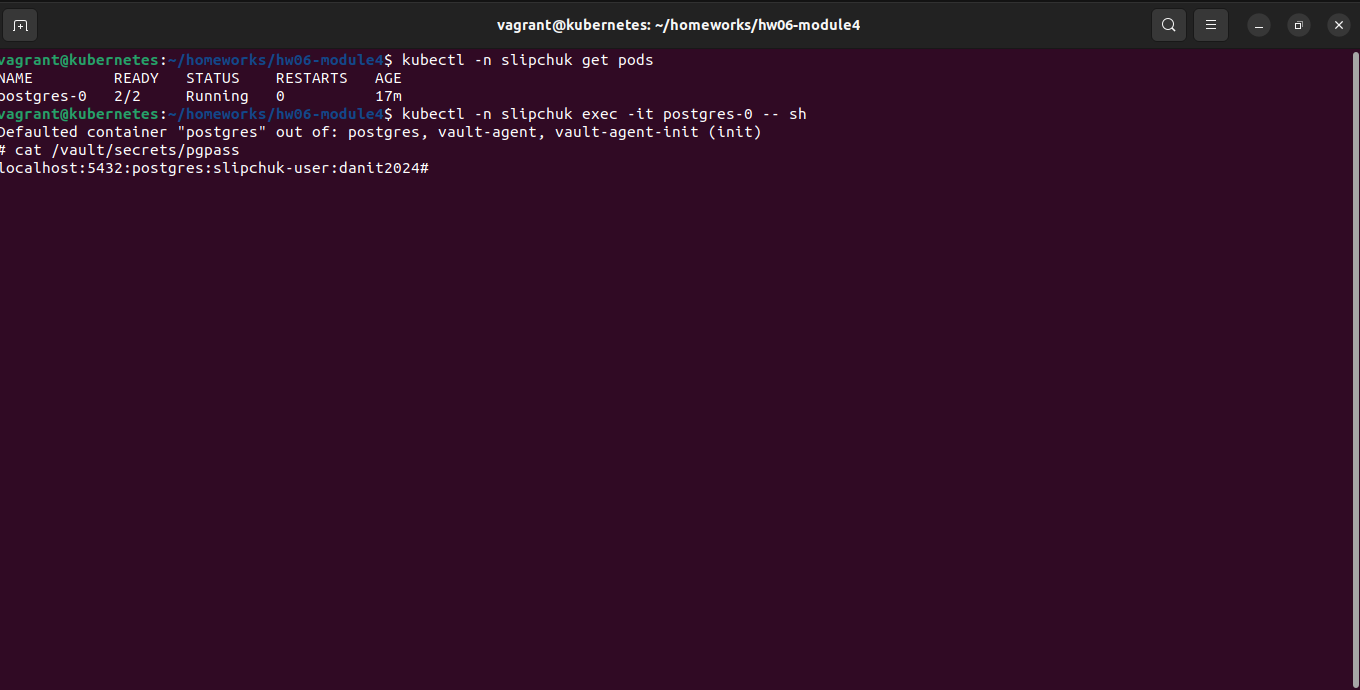 vagrant@kubernetes: ~/homeworks/hw06-module4
vagrant@kubernetes:~/homeworks/hw06-module4$ kubectl -n slipchuk get pods
NAME         READY   STATUS    RESTARTS   AGE
postgres-0   2/2     Running   0          17m
vagrant@kubernetes:~/homeworks/hw06-module4$ kubectl -n slipchuk exec -it postgres-0 -- sh
Defaulted container "postgres" out of: postgres, vault-agent, vault-agent-init (init)
# cat /vault/secrets/pgpass
localhost:5432:postgres:slipchuk-user:danit2024#